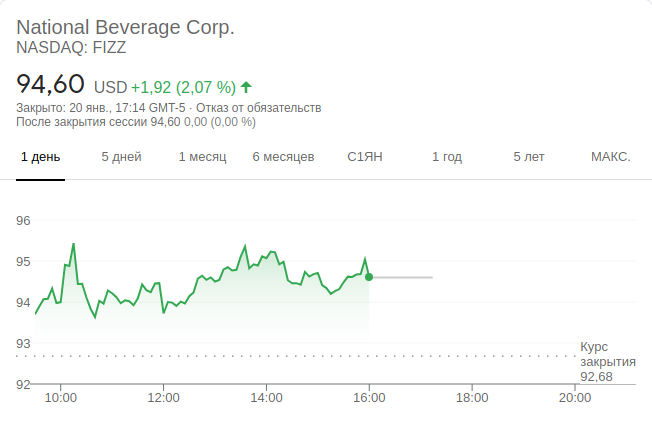 National Beverage Corp.
NASDAQ: FIZZ
94,60 USD +1,92 (2,07 %)
Закрыто: 20 янв., 17:14 GMT-5 · Отказ от обязательств
После закрытия сессии 94,60 0,00 (0,00 %)
1 день 5 дней 1 месяц 6 месяцев С1ЯН 1 год 5 лет МАКС.
96
95
94
93
Курс
закрытия
92,68
92
10:00 12:00 14:00 16:00 18:00 20:00